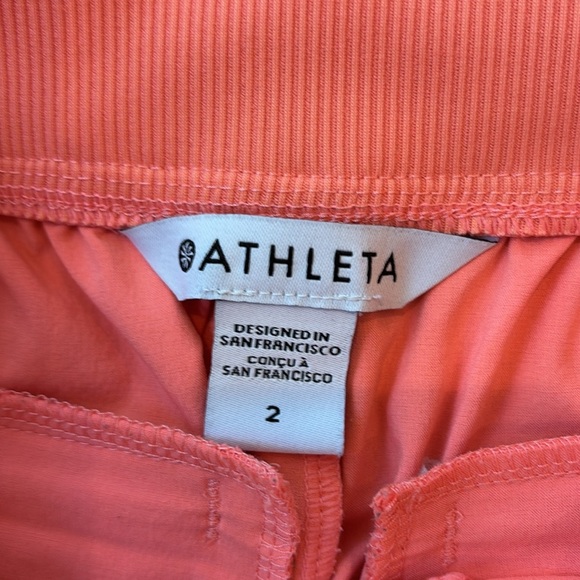 ATHLETA
DESIGNED IN
SAN FRANCISCO
CONÇU À
SAN FRANCISCO
2